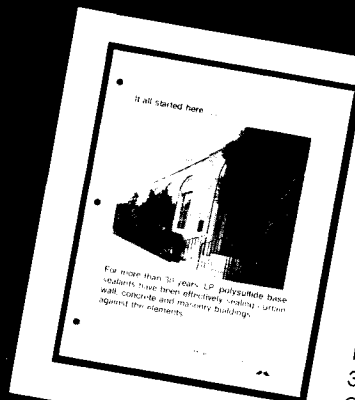 It all started here ...
For more than 30 years, LP polysulfide base
sealants have been effectively sealing curtain
wall, concrete and masonry buildings
against the elements.
3